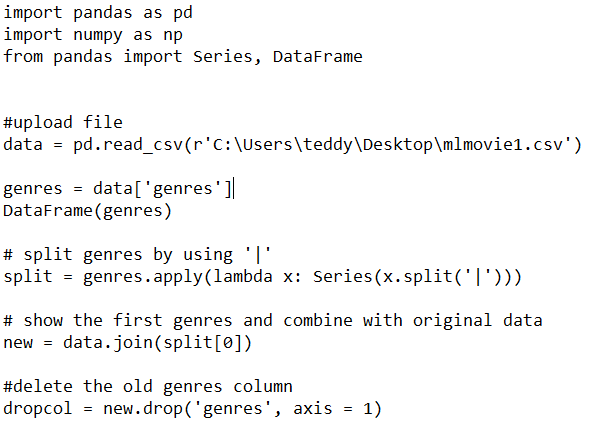 import pandas as pd
import numpy as np
from pandas import Series, DataFrame
#upload file
data = pd.read_csv(r'C:\Users\teddy\Desktop\mlmovie1.csv')
genres = data['genres']
DataFrame(genres)
# split genres by using '|'
split = genres.apply(lambda x: Series(x.split('|')))
# show the first genres and combine with original data
new = data.join(split[0])
#delete the old genres column
dropcol = new.drop('genres', axis = 1)